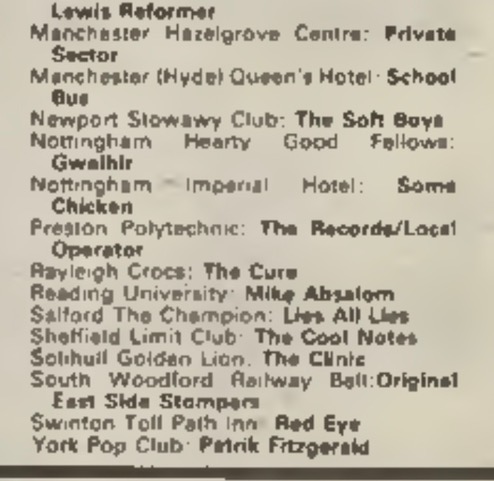 Lewis Reformer
Manchester Hazelgrove Centre: Private
Sector
Manchester (Hyde) Queen's Hotel: School
Bus
Newport Stowawy Club: The Soft Boys
Nottingham Hearty Good Fellows:
Gwaihir
Nottingham Imperial Hotel: Some
Chicken
Preston Polytechnic: The Records/Local
Operator
Rayleigh Crocs: The Cure
Reading University: Mike Absalom
Salford The Champion: Lies All Lies
Sheffield Limit Club: The Cool Notes
Solihull Golden Lion. The Clinic
South Woodford Railway Bell:Original
East Side Stompers
Swinton Toll Path Inn: Red Eye
York Pop Club: Patrik Fitzgerald